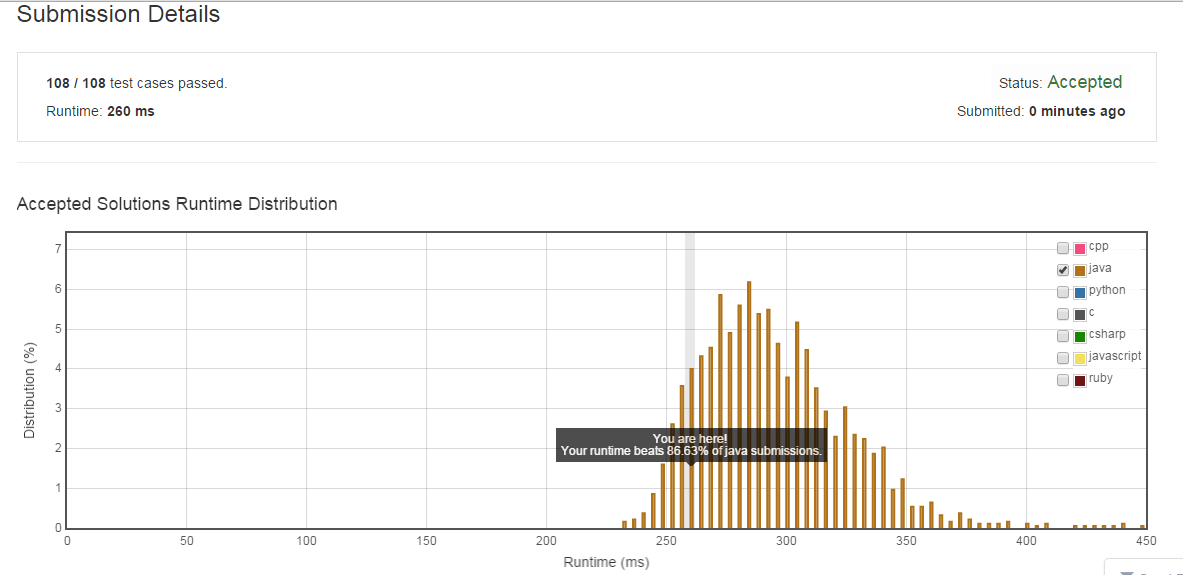 Submission Details
108 / 108 test cases passed.
Status: Accepted
Runtime: 260 ms
Submitted: 0 minutes ago
Accepted Solutions Runtime Distribution
7
6
5
4
3
2
1
0
Distribution (%)
cpp
java
python
c
csharp
javascript
ruby
You are here!
Your runtime beats 86.63% of java submissions.
0 50 100 150 200 250 300 350 400 450
Runtime (ms)